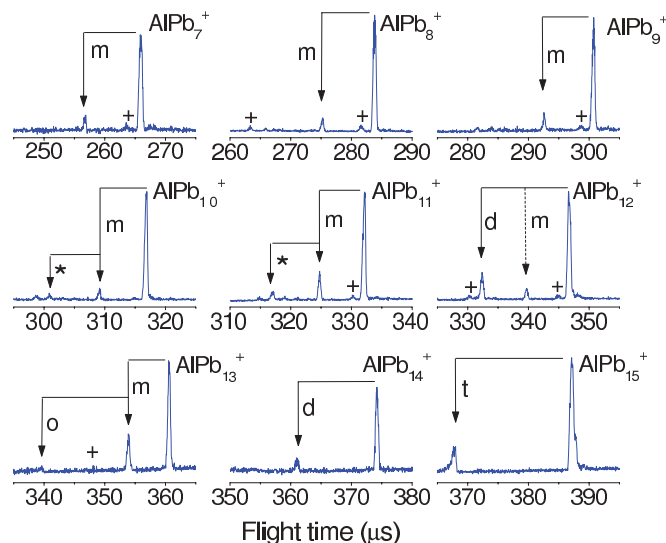 AlPb₇⁺ AlPb₈⁺ AlPb₉⁺
m m m
+ + + +
250 260 270 260 270 280 290 280 290 300
AlPb₁₀⁺ AlPb₁₁⁺ AlPb₁₂⁺
m m d m
* * + + +
300 310 320 310 320 330 340 330 340 350
AlPb₁₃⁺ AlPb₁₄⁺ AlPb₁₅⁺
m d t
o +
340 350 360 350 360 370 380 370 380 390
Flight time (μs)